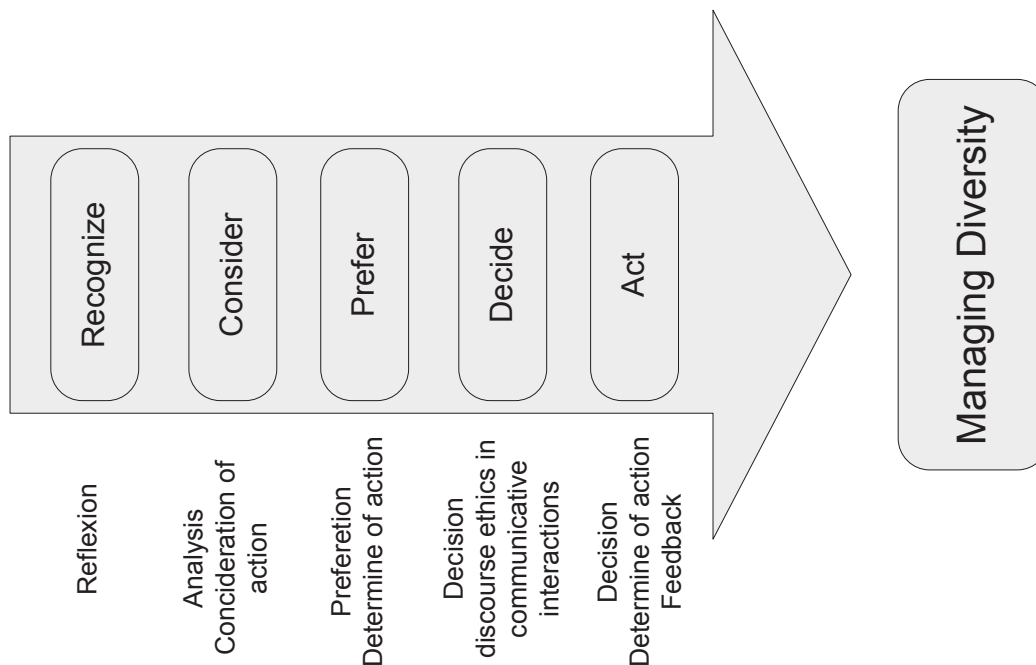 Recognize
Reflexion
Consider
Analysis
Concideration of
action
Prefer
Preferetion
Determine of action
Decide
Decision
discourse ethics in
communicative
interactions
Act
Decision
Determine of action
Feedback
Managing Diversity